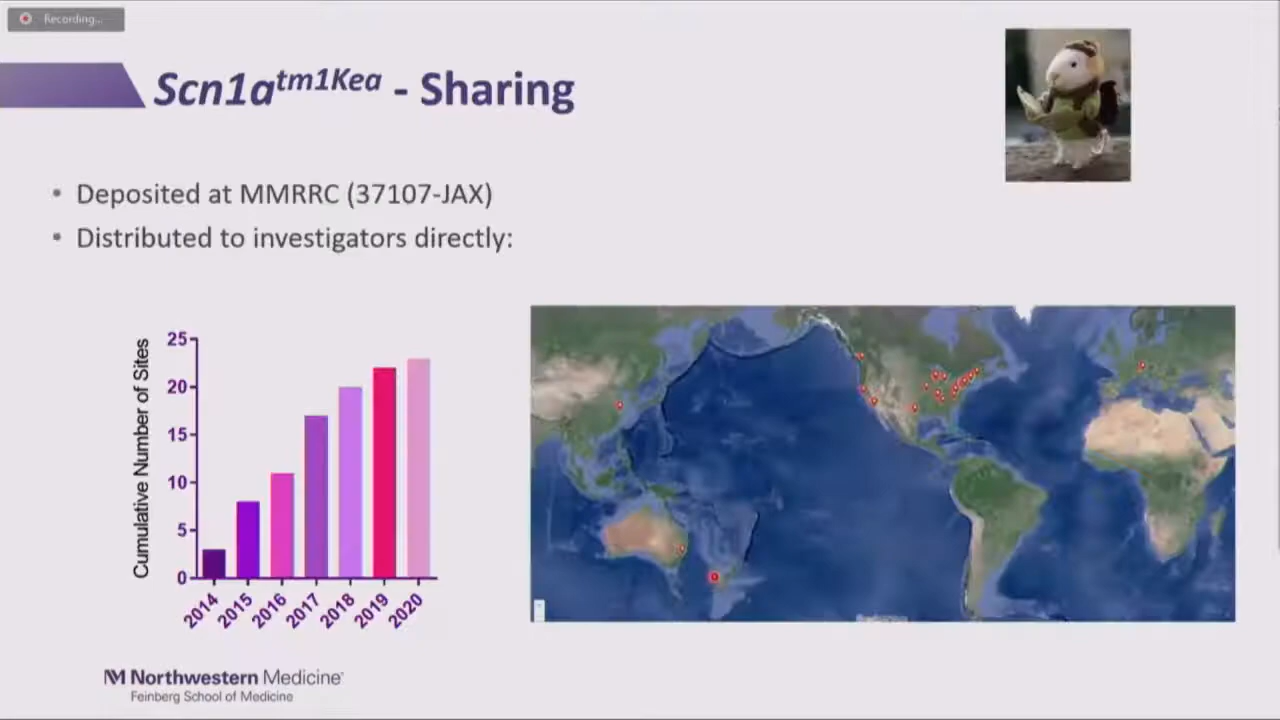 Recording...
Scn1atm1Kea - Sharing
• Deposited at MMRRC (37107-JAX)
• Distributed to investigators directly:
Cumulative Number of Sites
25
20
15
10
5
0
2014
2015
2016
2017
2018
2019
2020
Northwestern Medicine
Feinberg School of Medicine